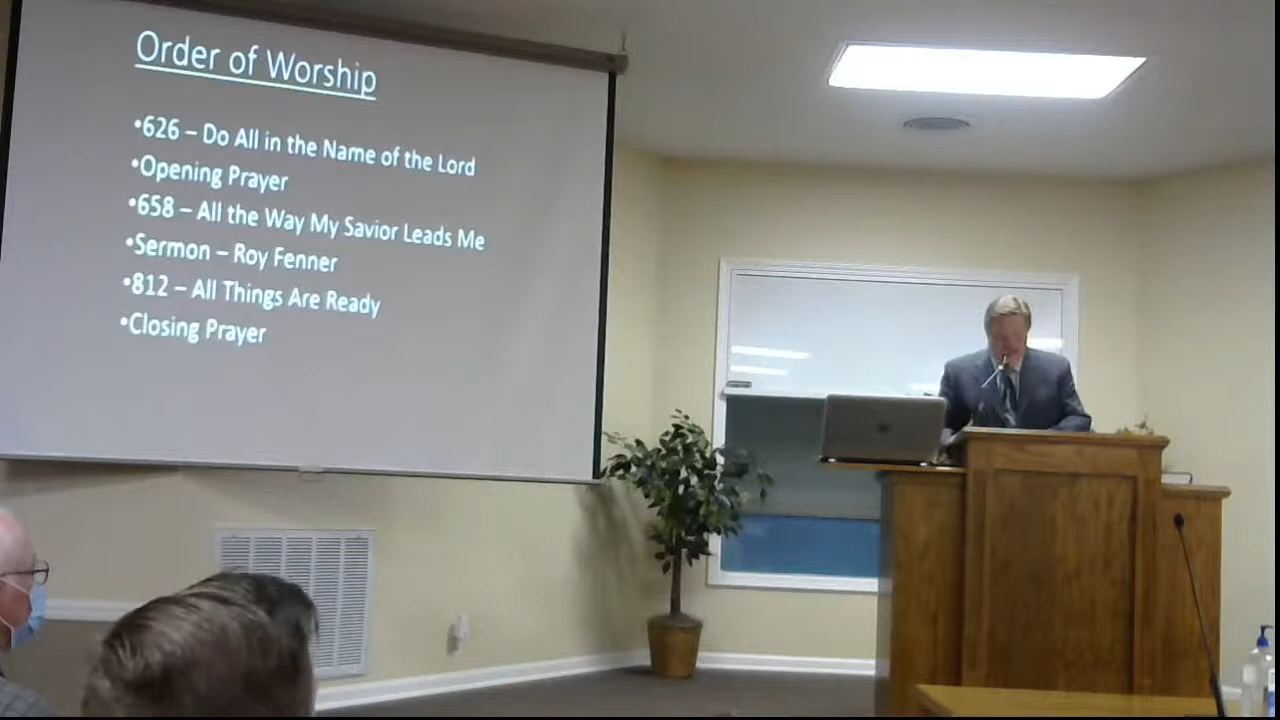 Order of Worship
•626 – Do All in the Name of the Lord
•Opening Prayer
•658 – All the Way My Savior Leads Me
•Sermon – Roy Fenner
•812 – All Things Are Ready
•Closing Prayer